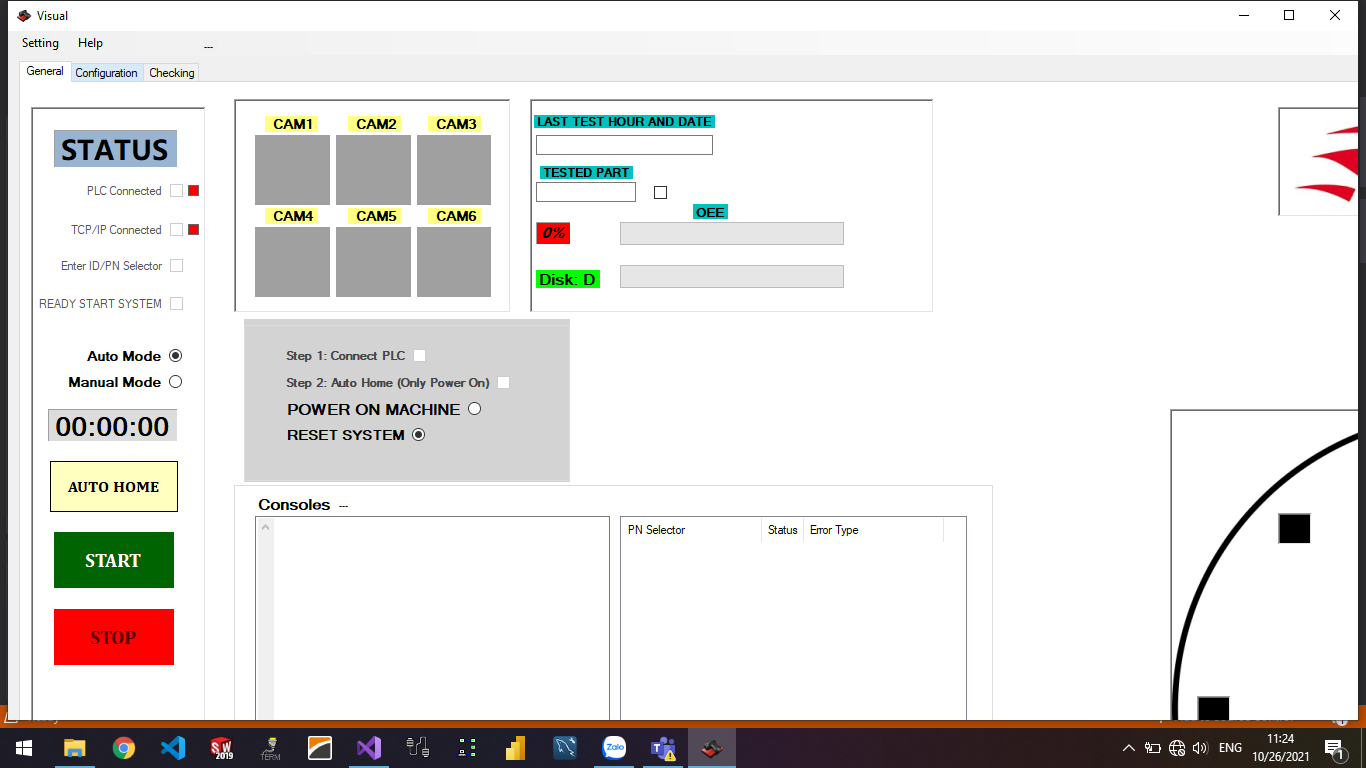 Visual
Setting Help ...
General Configuration Checking
STATUS
PLC Connected
TCP/IP Connected
Enter ID/PN Selector
READY START SYSTEM
Auto Mode
Manual Mode
00:00:00
AUTO HOME
START
STOP
CAM1 CAM2 CAM3
CAM4 CAM5 CAM6
LAST TEST HOUR AND DATE
TESTED PART
OEE
0%
Disk: D
Step 1: Connect PLC
Step 2: Auto Home (Only Power On)
POWER ON MACHINE
RESET SYSTEM
Consoles ---
PN Selector Status Error Type
SW
2019
TERM
Zalo
ENG
11:24
10/26/2021
1